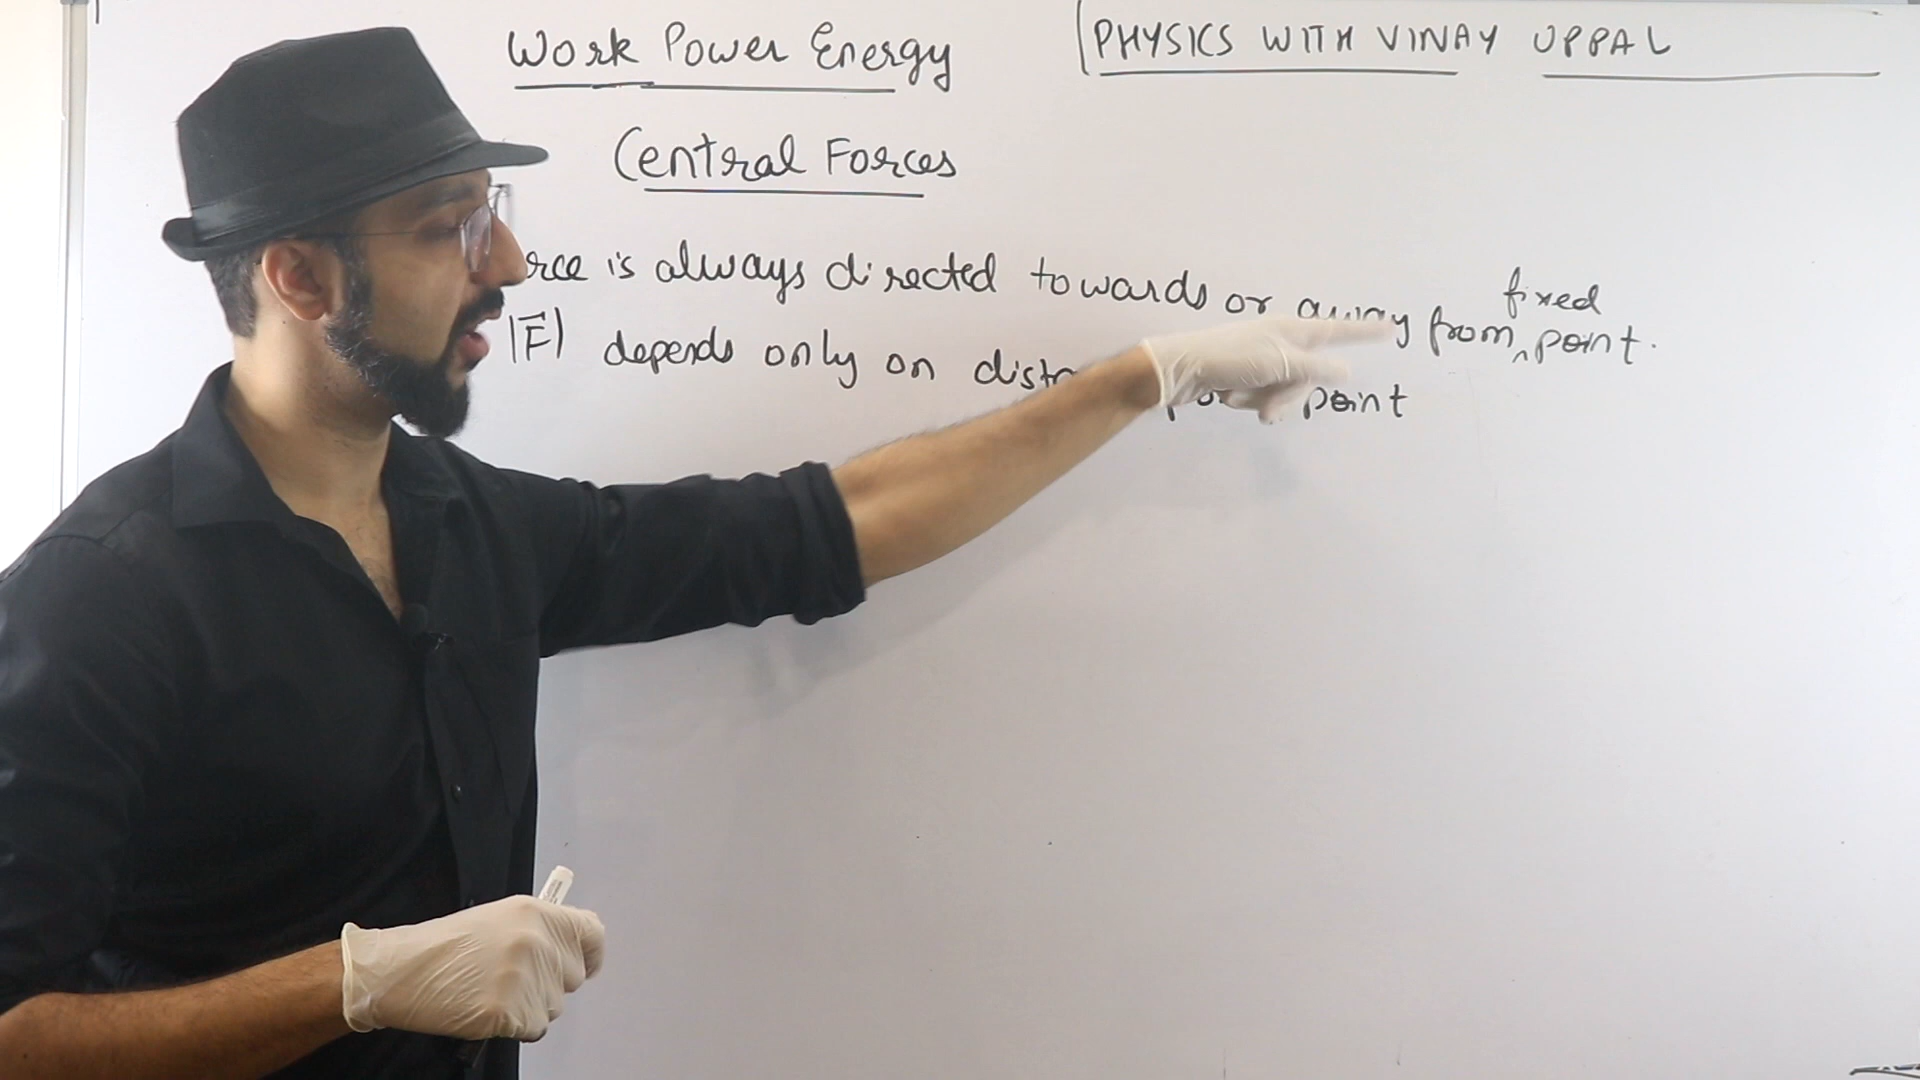 Work Power Energy
PHYSICS WITH VINAY UPPAL
Central Forces
is always directed towards or away from fixed point.
|F⃗| depends only on
point